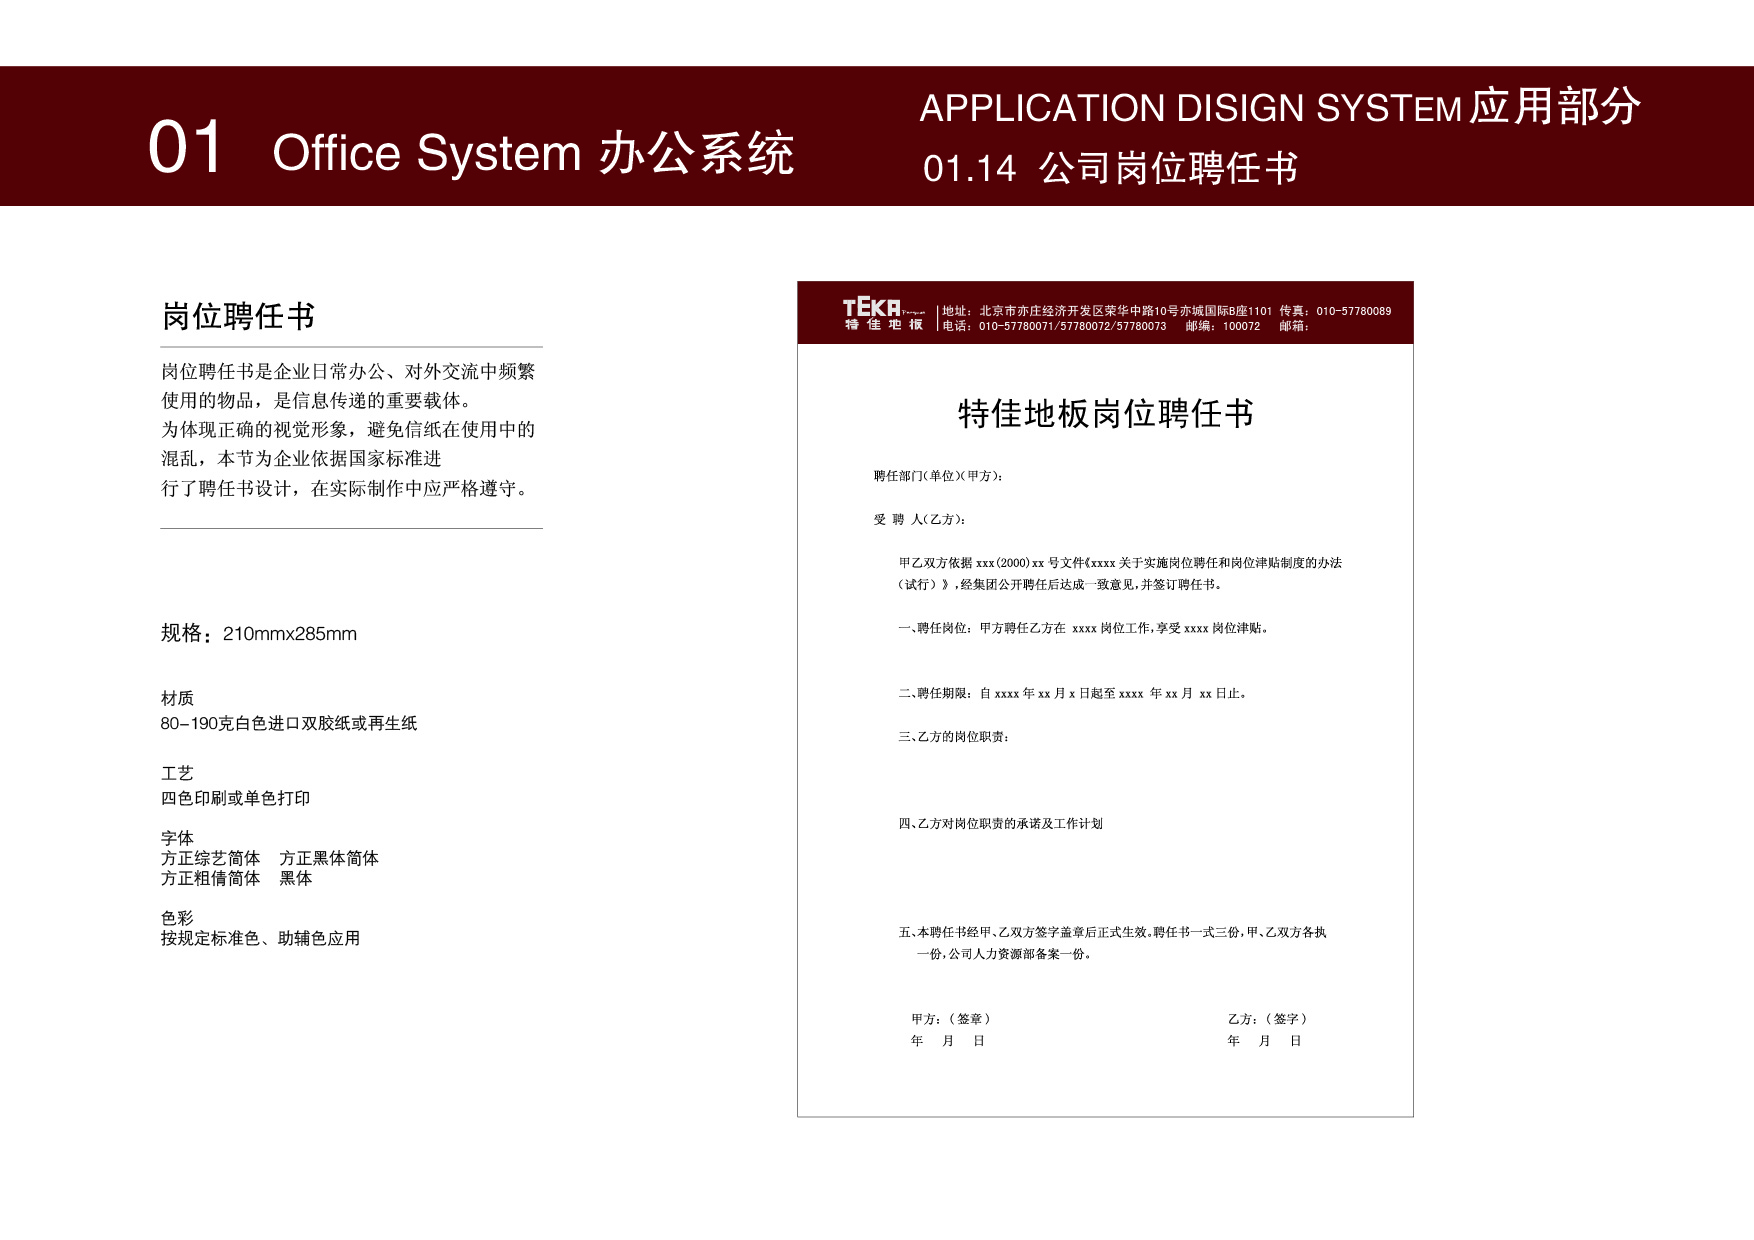 01 Office System 办公系统
APPLICATION DISIGN SYSTEM应用部分
01.14 公司岗位聘任书
岗位聘任书
岗位聘任书是企业日常办公、对外交流中频繁
使用的物品，是信息传递的重要载体。
为体现正确的视觉形象，避免信纸在使用中的
混乱，本节为企业依据国家标准进
行了聘任书设计，在实际制作中应严格遵守。
规格：210mmx285mm
材质
80-190克白色进口双胶纸或再生纸
工艺
四色印刷或单色打印
字体
方正综艺简体 方正黑体简体
方正粗倩简体 黑体
色彩
按规定标准色、助辅色应用
TEKA
特佳地板
地址：北京市亦庄经济开发区荣华中路10号亦城国际B座1101 传真：010-57780089
电话：010-57780071/57780072/57780073 邮编：100072 邮箱：
特佳地板岗位聘任书
聘任部门(单位)(甲方)：
受 聘 人(乙方)：
甲乙双方依据 xxx(2000)xx 号文件《xxxx 关于实施岗位聘任和岗位津贴制度的办法
（试行）》,经集团公开聘任后达成一致意见,并签订聘任书。
一、聘任岗位：甲方聘任乙方在 xxxx 岗位工作,享受 xxxx 岗位津贴。
二、聘任期限：自 xxxx 年 xx 月 x 日起至 xxxx 年 xx 月 xx 日止。
三、乙方的岗位职责：
四、乙方对岗位职责的承诺及工作计划
五、本聘任书经甲、乙双方签字盖章后正式生效。聘任书一式三份,甲、乙双方各执
一份,公司人力资源部备案一份。
甲方：（签章） 乙方：（签字）
年 月 日 年 月 日